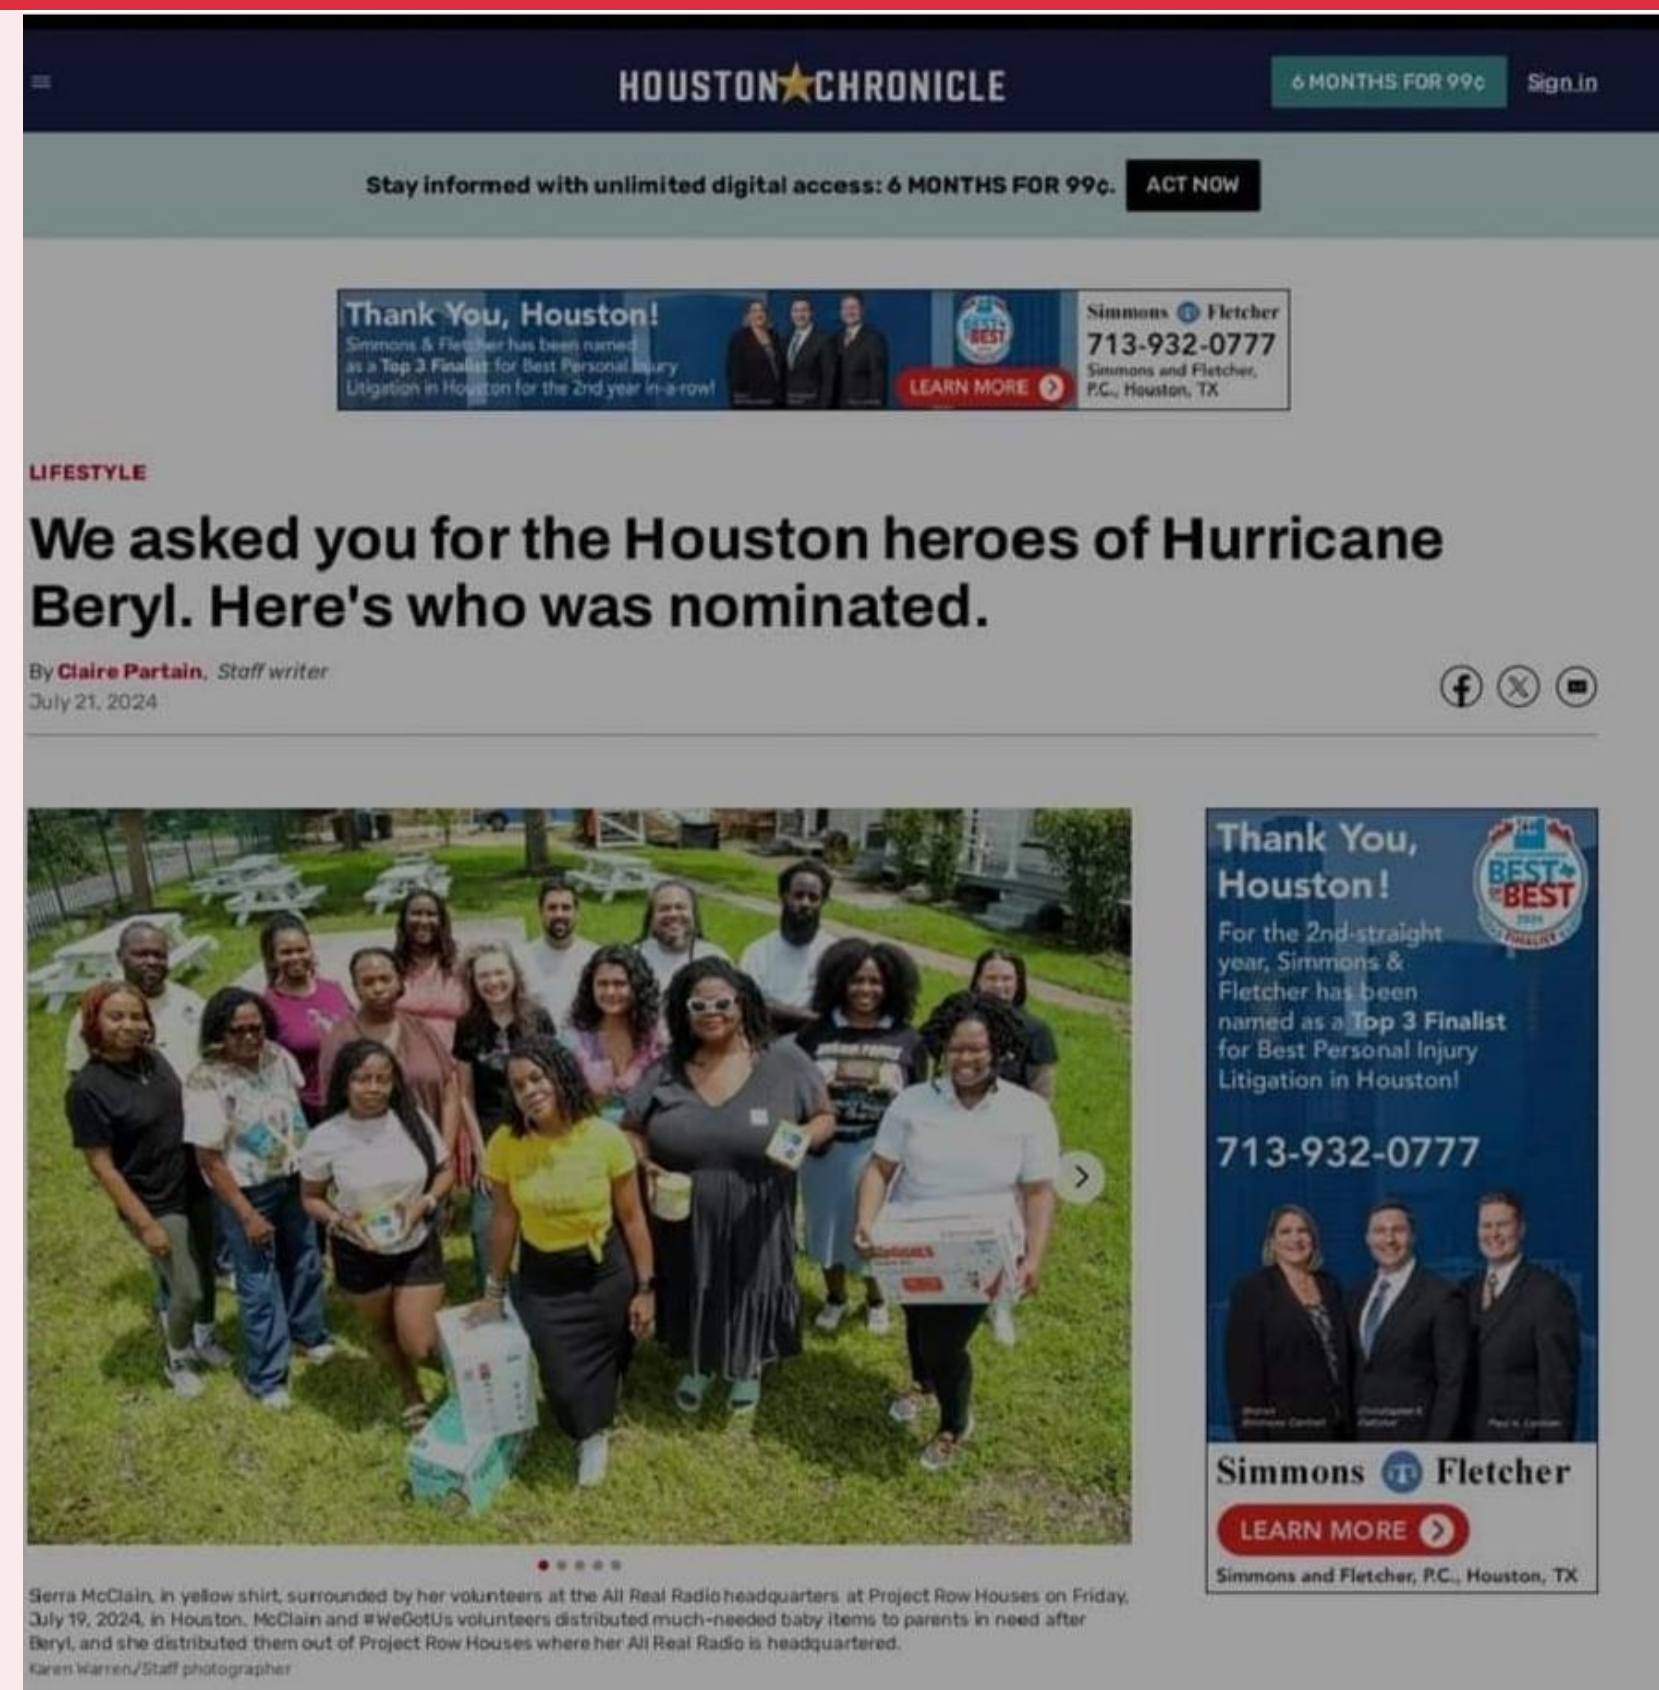 HOUSTON CHRONICLE
6 MONTHS FOR 99¢
Sign in
Stay informed with unlimited digital access: 6 MONTHS FOR 99¢.
ACT NOW
Thank You, Houston!
Simmons & Fletcher has been named
as a Top 3 Finalist for Best Personal Injury
Litigation in Houston for the 2nd year in-a-row!
BEST
BEST
LEARN MORE
Simmons Fletcher
713-932-0777
Simmons and Fletcher,
P.C., Houston, TX
LIFESTYLE
We asked you for the Houston heroes of Hurricane
Beryl. Here's who was nominated.
By Claire Partain, Staff writer
July 21, 2024
Thank You,
Houston!
BEST
OF BEST
2024
FINALIST
For the 2nd-straight
year, Simmons &
Fletcher has been
named as a Top 3 Finalist
for Best Personal Injury
Litigation in Houston!
713-932-0777
Simmons Fletcher
LEARN MORE
Simmons and Fletcher, P.C., Houston, TX
HUGGIES
Sierra McClain, in yellow shirt, surrounded by her volunteers at the All Real Radio headquarters at Project Row Houses on Friday,
July 19, 2024, in Houston. McClain and #WeGotUs volunteers distributed much-needed baby items to parents in need after
Beryl, and she distributed them out of Project Row Houses where her All Real Radio is headquartered.
Karen Warren/Staff photographer